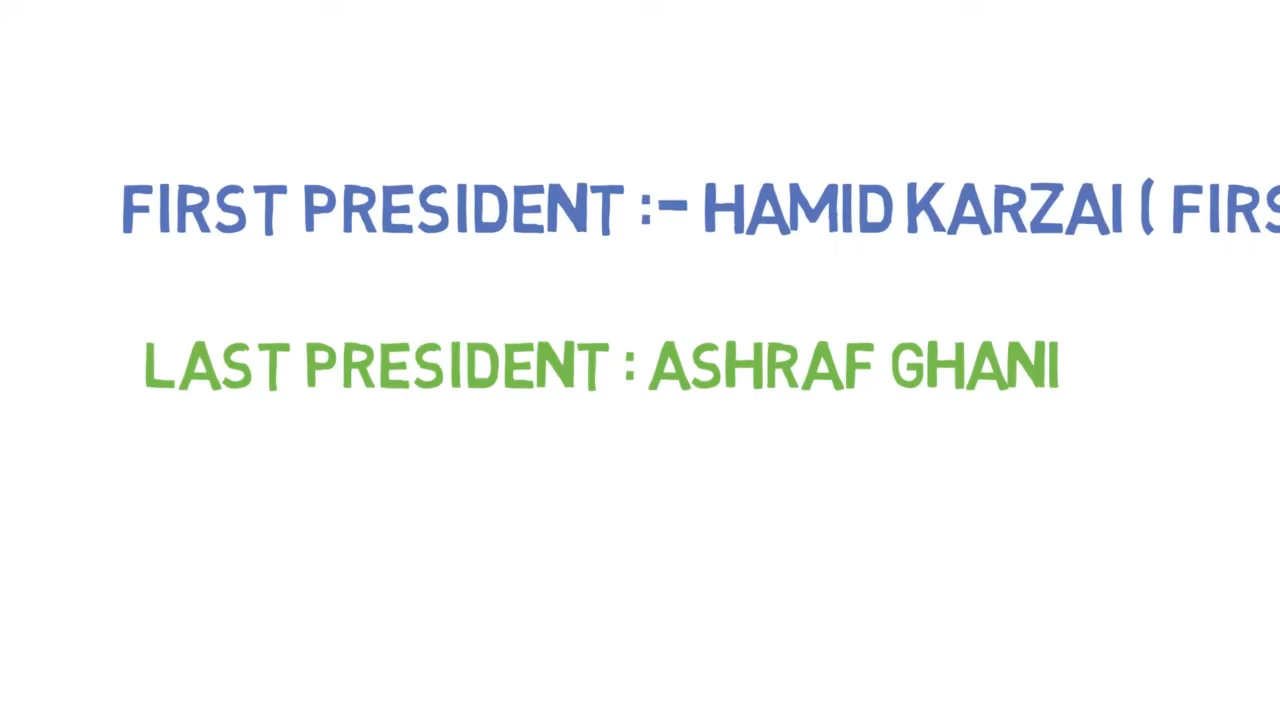 FIRST PRESIDENT :- HAMID KARZAI ( FIRS
LAST PRESIDENT : ASHRAF GHANI